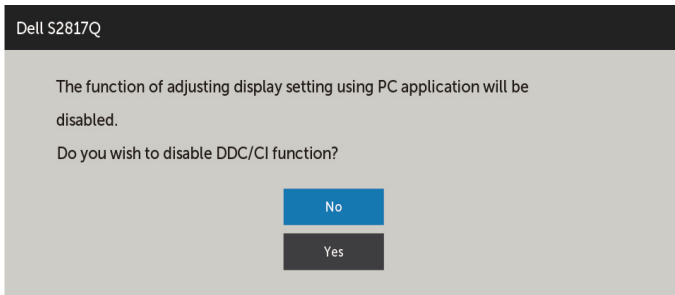 Dell S2817Q
The function of adjusting display setting using PC application will be
disabled.
Do you wish to disable DDC/CI function?
No
Yes